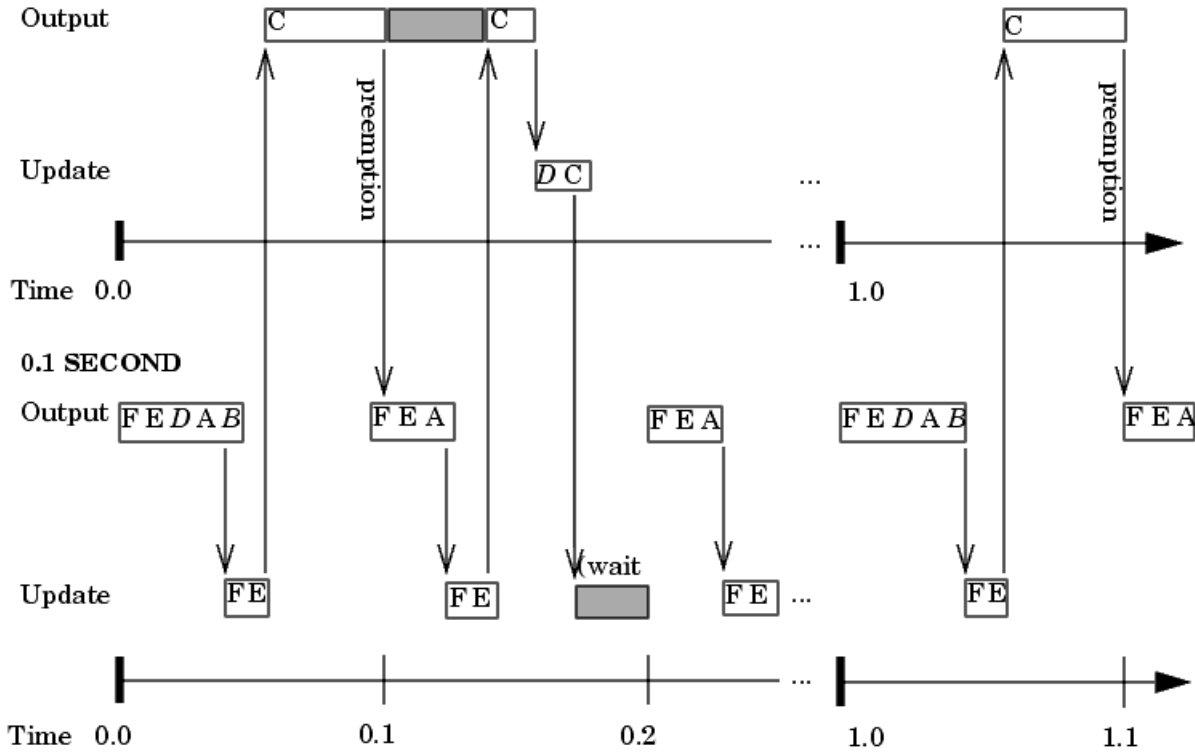 Output C C C
preemption preemption
Update D C ...
...
Time 0.0 1.0
0.1 SECOND
Output F E D A B F E A F E A F E D A B F E A
(wait
Update F E F E F E ... F E
...
Time 0.0 0.1 0.2 1.0 1.1